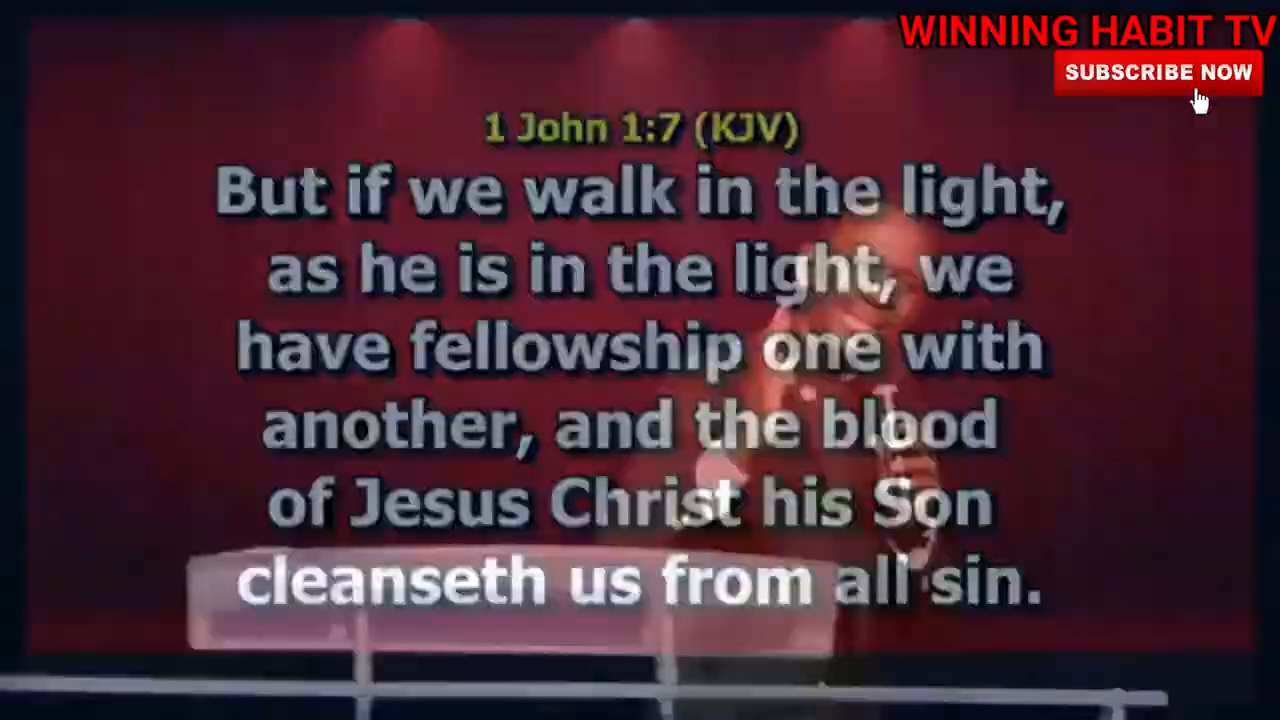 WINNING HABIT TV
SUBSCRIBE NOW
1 John 1:7 (KJV)
But if we walk in the light,
as he is in the light, we
have fellowship one with
another, and the blood
of Jesus Christ his Son
cleanseth us from all sin.